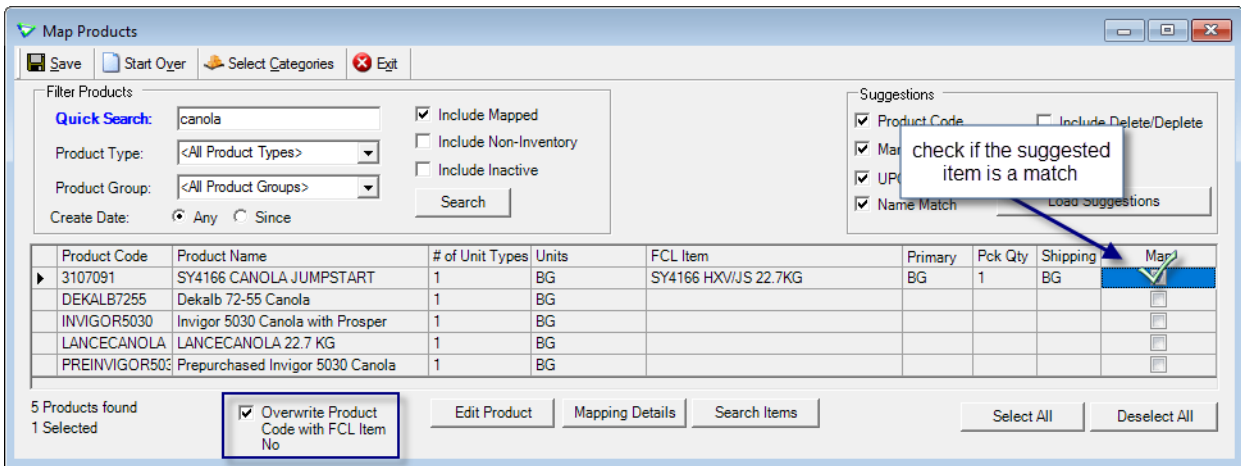 Map Products
Save Start Over Select Categories Exit
Filter Products
Quick Search: canola
Include Mapped
Include Non-Inventory
Include Inactive
Product Type: <All Product Types>
Product Group: <All Product Groups>
Create Date: Any Since
Search
Suggestions
Product Code Include Delete/Deplete
check if the suggested
item is a match
Name Match Load Suggestions
Product Code Product Name # of Unit Types Units FCL Item Primary Pck Qty Shipping Map
3107091 SY4166 CANOLA JUMPSTART 1 BG SY4166 HXV/JS 22.7KG BG 1 BG
DEKALB7255 Dekalb 72-55 Canola 1 BG
INVIGOR5030 Invigor 5030 Canola with Prosper 1 BG
LANCECANOLA LANCECANOLA 22.7 KG 1 BG
PREINVIGOR503 Prepurchased Invigor 5030 Canola 1 BG
5 Products found
1 Selected
Overwrite Product
Code with FCL Item
No
Edit Product Mapping Details Search Items Select All Deselect All